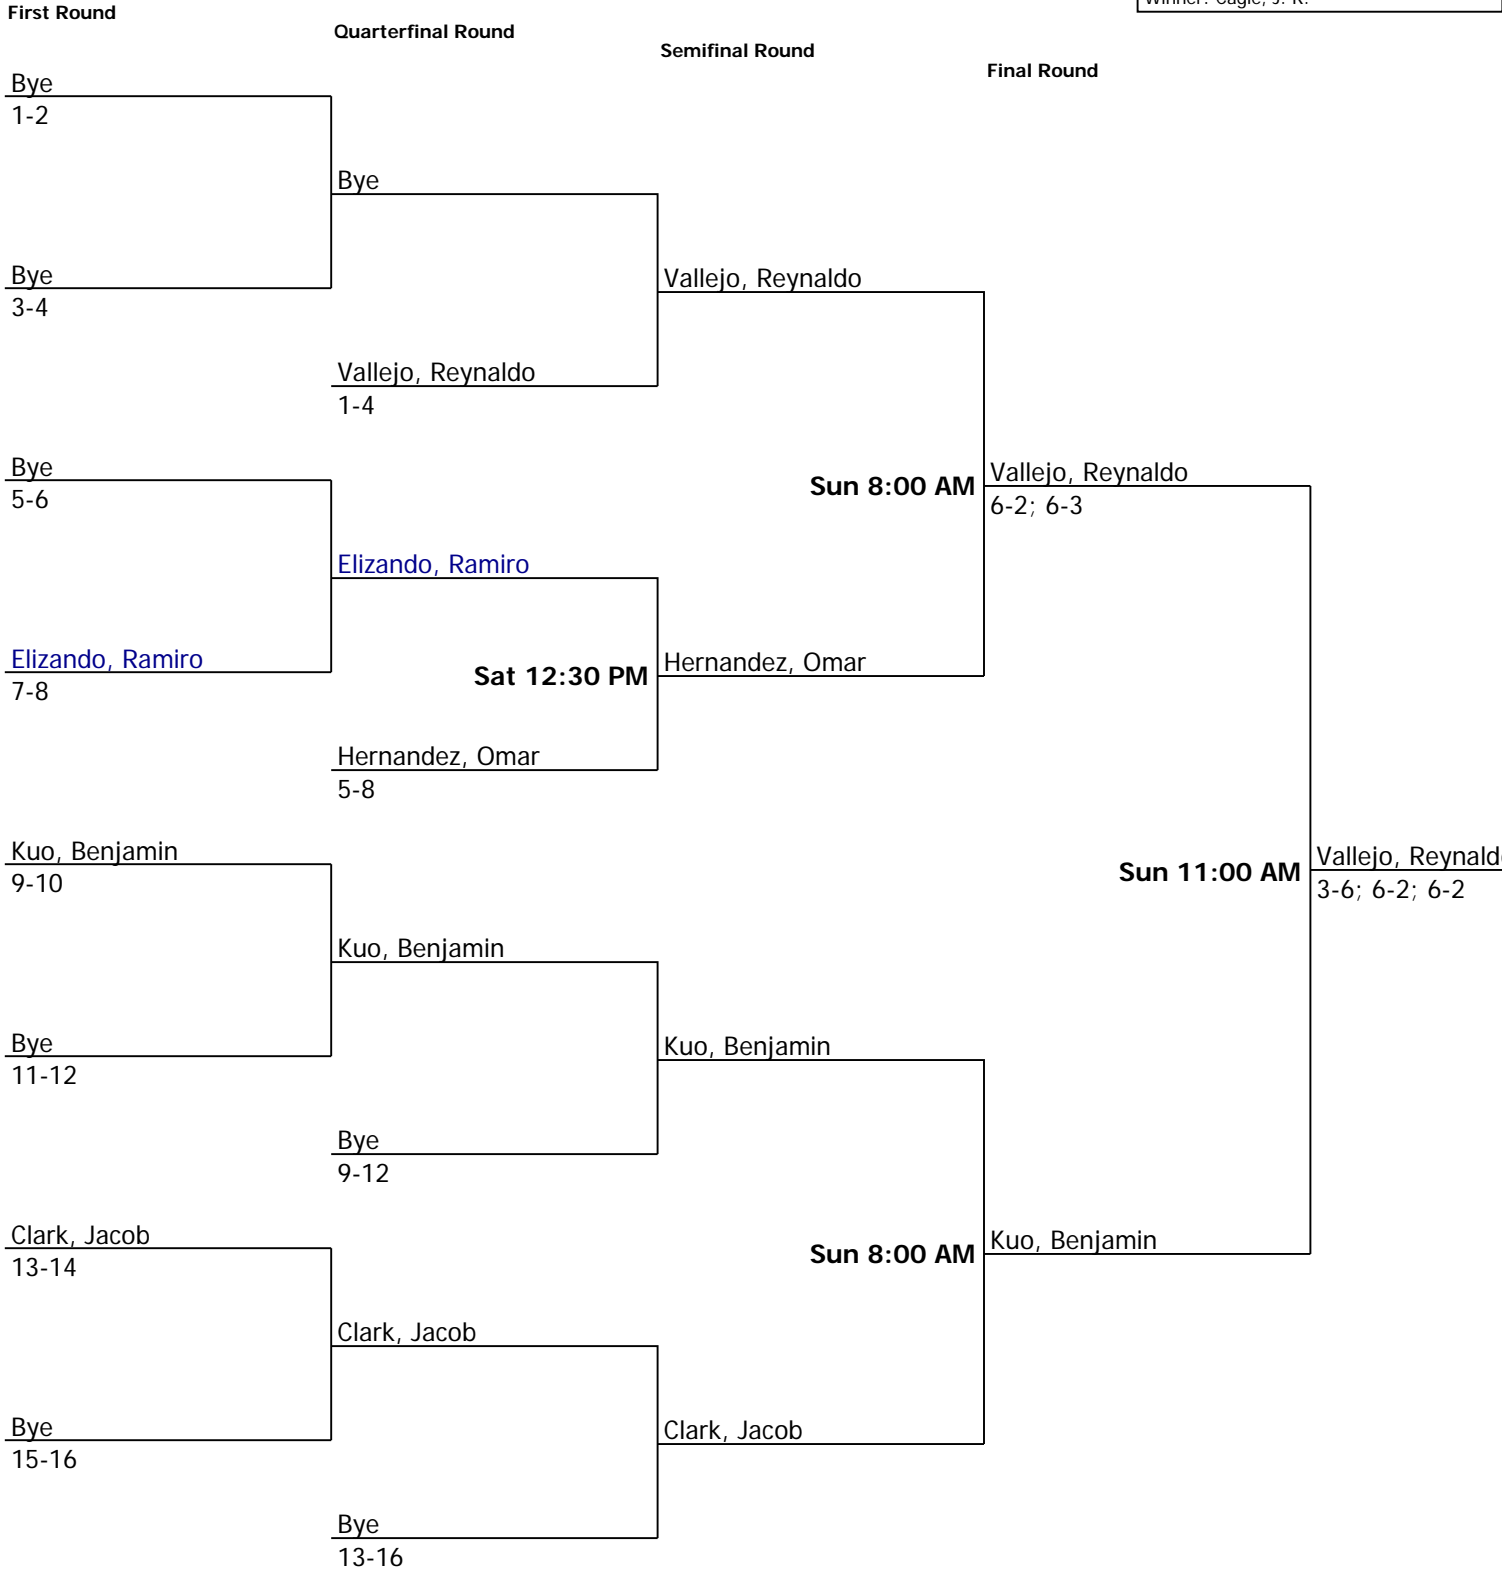 Winner: Cagle, J. R.
First Round
Quarterfinal Round
Semifinal Round
Final Round
Bye
1-2
Bye
Bye
3-4
Vallejo, Reynaldo
Vallejo, Reynaldo
1-4
Bye
5-6
Sun 8:00 AM
Vallejo, Reynaldo
6-2; 6-3
Elizando, Ramiro
Elizando, Ramiro
7-8
Sat 12:30 PM
Hernandez, Omar
Hernandez, Omar
5-8
Kuo, Benjamin
9-10
Sun 11:00 AM
Vallejo, Reynald
3-6; 6-2; 6-2
Kuo, Benjamin
Bye
11-12
Kuo, Benjamin
Bye
9-12
Clark, Jacob
13-14
Sun 8:00 AM
Kuo, Benjamin
Clark, Jacob
Bye
15-16
Clark, Jacob
Bye
13-16